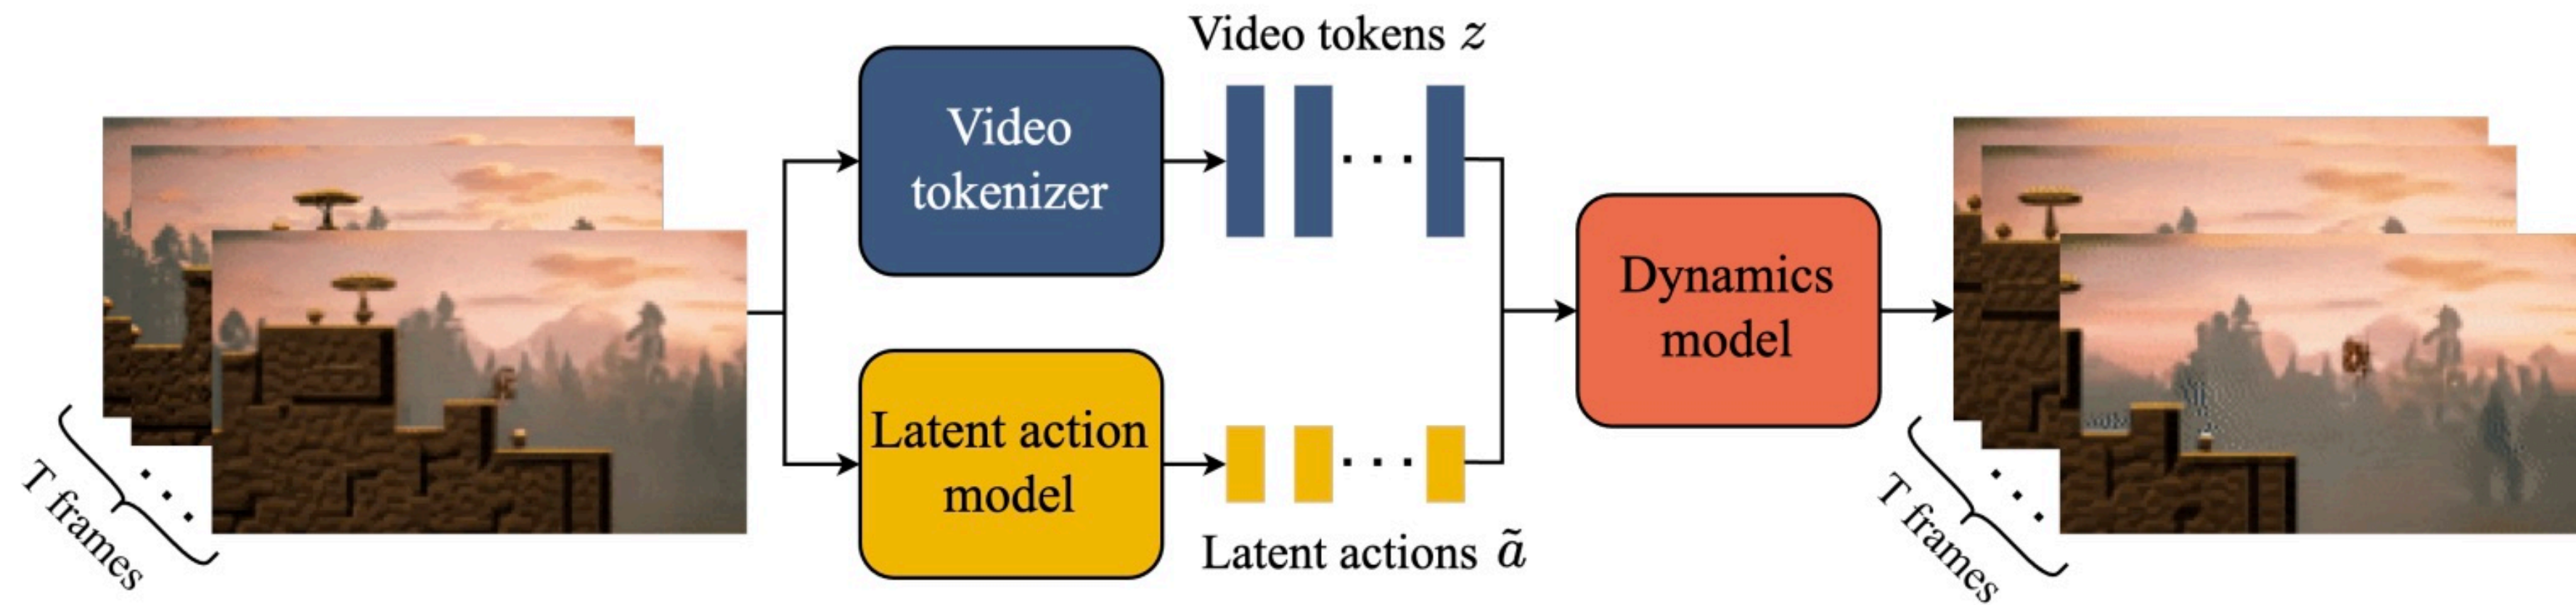 Video tokens z
Video
tokenizer
Latent action
model
Latent actions ã
Dynamics
model
T frames
T frames